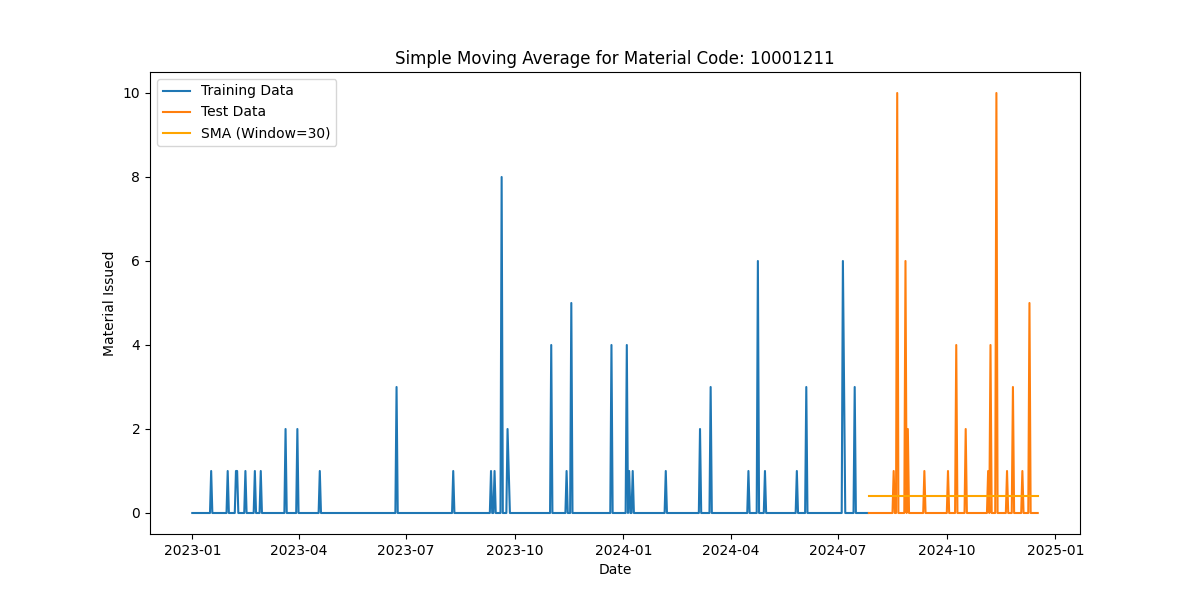 Simple Moving Average for Material Code: 10001211
Training Data
Test Data
SMA (Window=30)
Material Issued
10
8
6
4
2
0
2023-01 2023-04 2023-07 2023-10 2024-01 2024-04 2024-07 2024-10 2025-01
Date